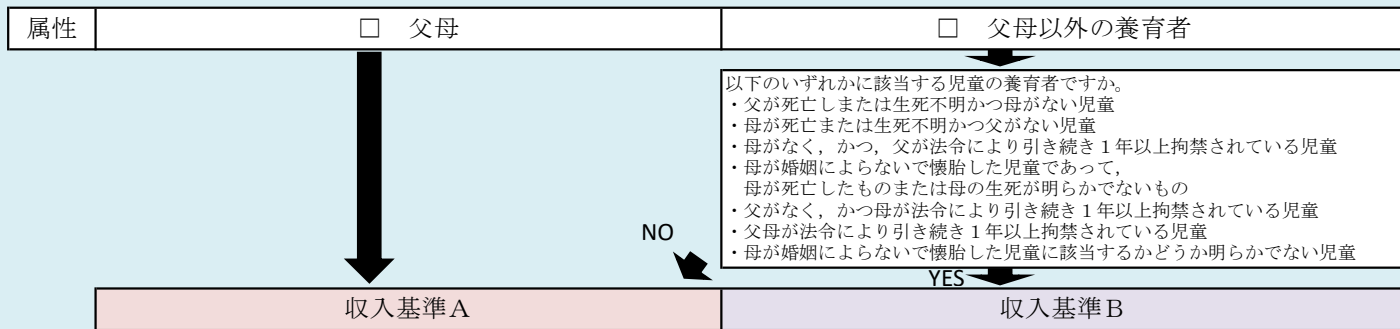 属性
□ 父母
□ 父母以外の養育者
以下のいずれかに該当する児童の養育者ですか。
・父が死亡しまたは生死不明かつ母がない児童
・母が死亡または生死不明かつ父がない児童
・母がなく，かつ，父が法令により引き続き１年以上拘禁されている児童
・母が婚姻によらないで懐胎した児童であって，
母が死亡したものまたは母の生死が明らかでないもの
・父がなく，かつ母が法令により引き続き１年以上拘禁されている児童
・父母が法令により引き続き１年以上拘禁されている児童
・母が婚姻によらないで懐胎した児童に該当するかどうか明らかでない児童
NO
YES
収入基準Ａ
収入基準Ｂ